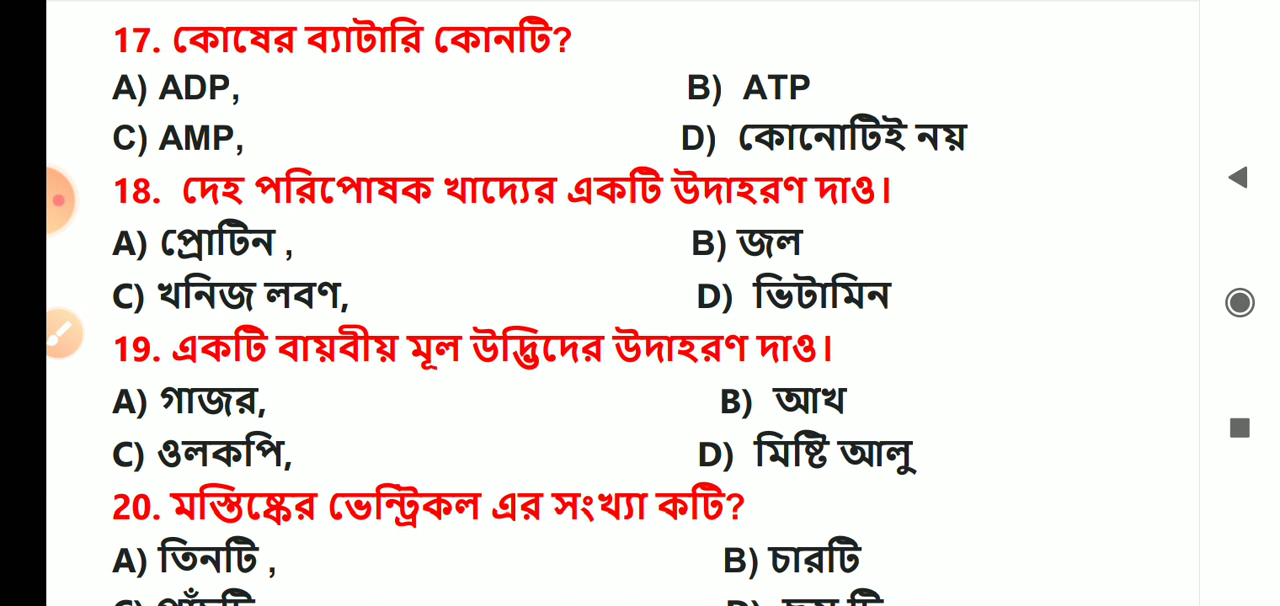 17. কোষের ব্যাটারি কোনটি?
A) ADP, B) ATP
C) AMP, D) কোনোটিই নয়
18. দেহ পরিপোষক খাদ্যের একটি উদাহরণ দাও।
A) প্রোটিন , B) জল
C) খনিজ লবণ, D) ভিটামিন
19. একটি বায়বীয় মূল উদ্ভিদের উদাহরণ দাও।
A) গাজর, B) আখ
C) ওলকপি, D) মিষ্টি আলু
20. মস্তিষ্কের ভেন্ট্রিকল এর সংখ্যা কটি?
A) তিনটি , B) চারটি